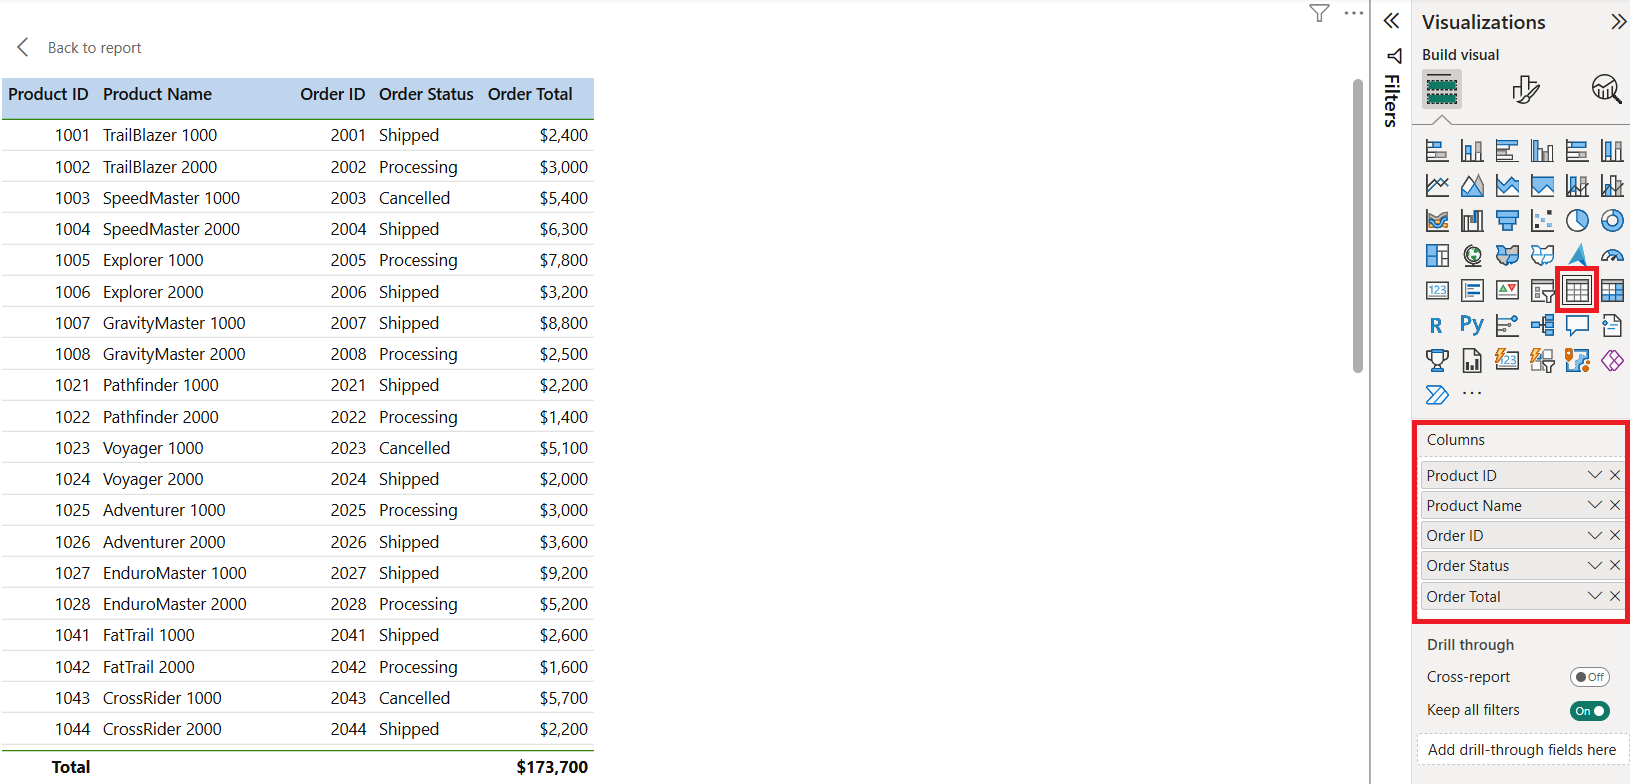 Back to report
Product ID Product Name Order ID Order Status Order Total
1001 TrailBlazer 1000 2001 Shipped $2,400
1002 TrailBlazer 2000 2002 Processing $3,000
1003 SpeedMaster 1000 2003 Cancelled $5,400
1004 SpeedMaster 2000 2004 Shipped $6,300
1005 Explorer 1000 2005 Processing $7,800
1006 Explorer 2000 2006 Shipped $3,200
1007 GravityMaster 1000 2007 Shipped $8,800
1008 GravityMaster 2000 2008 Processing $2,500
1021 Pathfinder 1000 2021 Shipped $2,200
1022 Pathfinder 2000 2022 Processing $1,400
1023 Voyager 1000 2023 Cancelled $5,100
1024 Voyager 2000 2024 Shipped $2,000
1025 Adventurer 1000 2025 Processing $3,000
1026 Adventurer 2000 2026 Shipped $3,600
1027 EnduroMaster 1000 2027 Shipped $9,200
1028 EnduroMaster 2000 2028 Processing $5,200
1041 FatTrail 1000 2041 Shipped $2,600
1042 FatTrail 2000 2042 Processing $1,600
1043 CrossRider 1000 2043 Cancelled $5,700
1044 CrossRider 2000 2044 Shipped $2,200
Total $173,700
Filters
Visualizations
Build visual
123
R Py
123
Columns
Product ID
Product Name
Order ID
Order Status
Order Total
Drill through
Cross-report Off
Keep all filters On
Add drill-through fields here